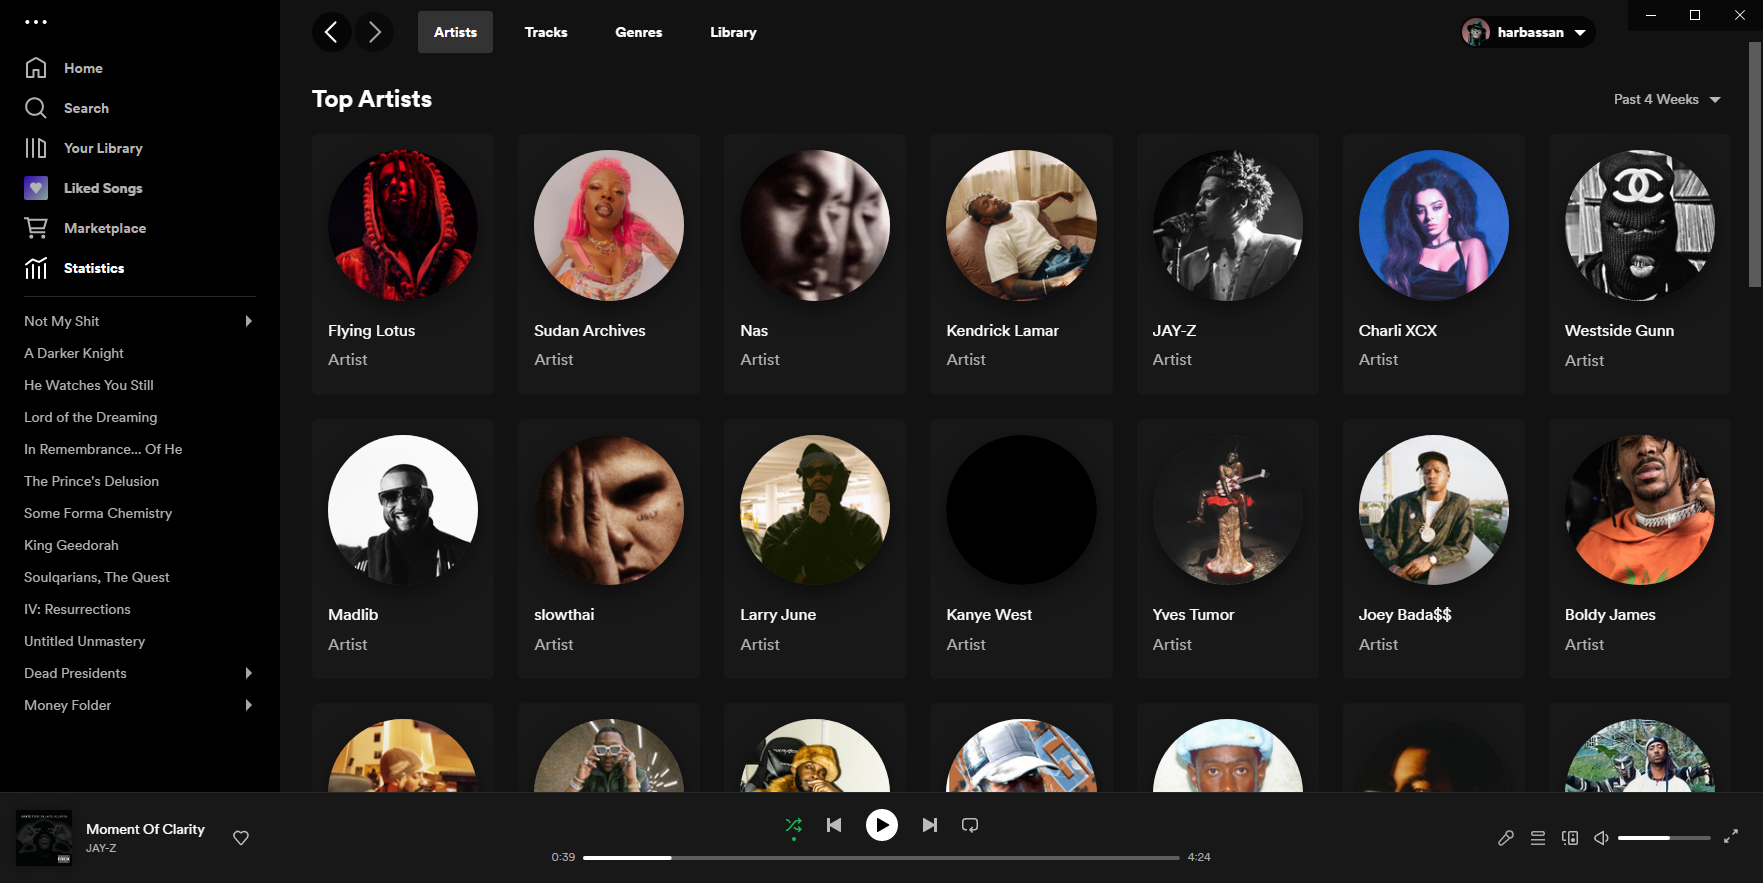 Home
Search
Your Library
Liked Songs
Marketplace
Statistics
Not My Shit
A Darker Knight
He Watches You Still
Lord of the Dreaming
In Remembrance... Of He
The Prince's Delusion
Some Forma Chemistry
King Geedorah
Soulqarians, The Quest
IV: Resurrections
Untitled Unmastery
Dead Presidents
Money Folder
Artists Tracks Genres Library
harbassan
Top Artists
Past 4 Weeks
Flying Lotus Sudan Archives Nas Kendrick Lamar JAY-Z Charli XCX Westside Gunn
Artist Artist Artist Artist Artist Artist Artist
Madlib slowthai Larry June Kanye West Yves Tumor Joey Bada$$ Boldy James
Artist Artist Artist Artist Artist Artist Artist
Moment Of Clarity
JAY-Z
0:39 4:24